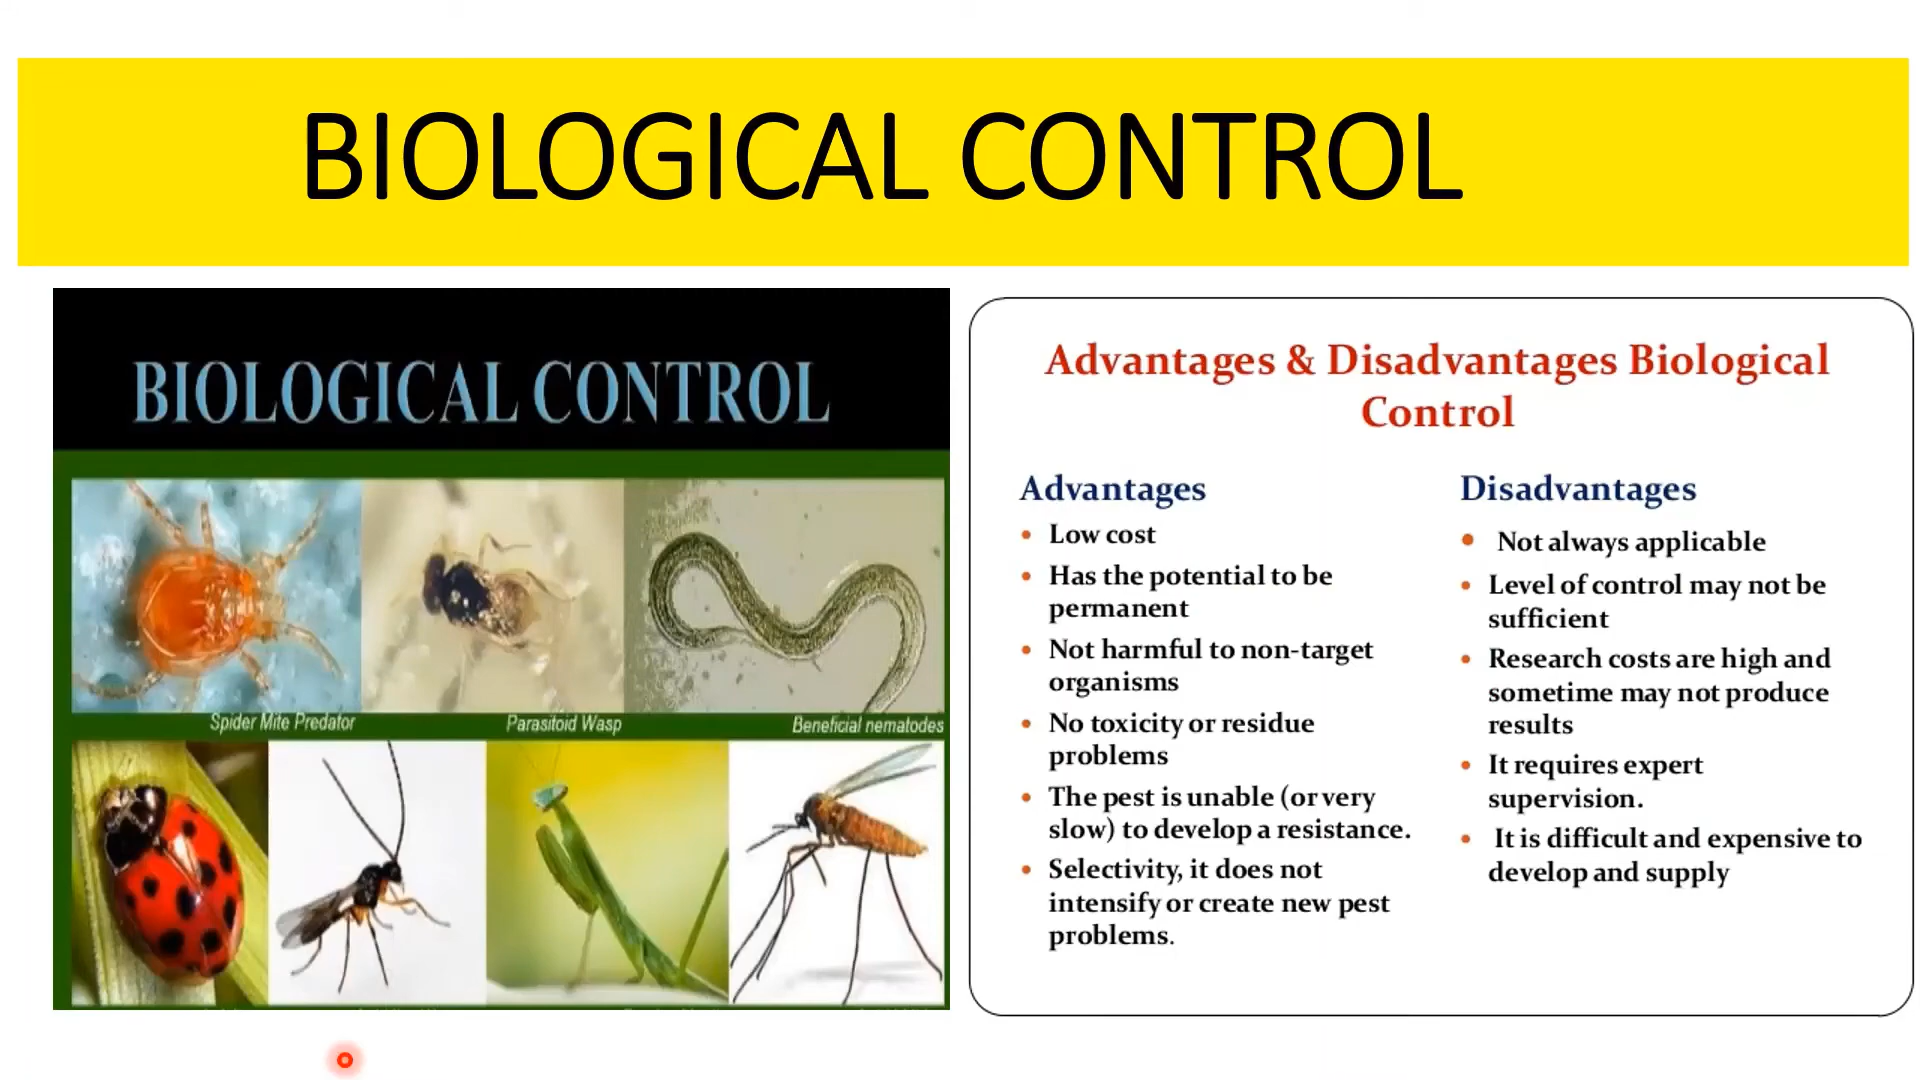 BIOLOGICAL CONTROL
BIOLOGICAL CONTROL
Spider Mite Predator
Parasitoid Wasp
Beneficial nematodes
Advantages & Disadvantages Biological
Control
Advantages
• Low cost
• Has the potential to be
permanent
• Not harmful to non-target
organisms
• No toxicity or residue
problems
• The pest is unable (or very
slow) to develop a resistance.
• Selectivity, it does not
intensify or create new pest
problems.
Disadvantages
• Not always applicable
• Level of control may not be
sufficient
• Research costs are high and
sometime may not produce
results
• It requires expert
supervision.
• It is difficult and expensive to
develop and supply